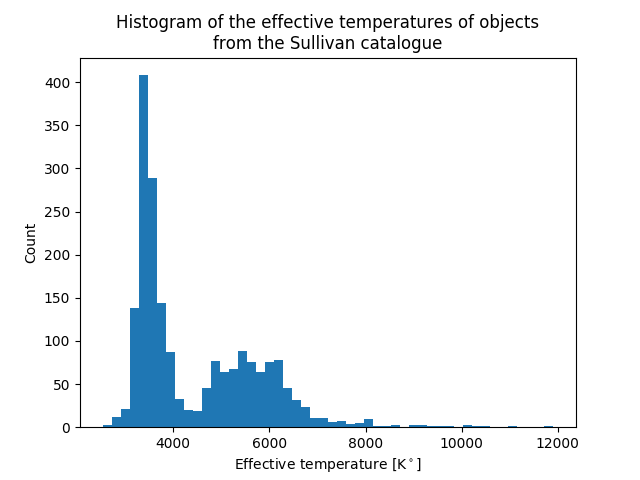 Histogram of the effective temperatures of objects
from the Sullivan catalogue
400
350
300
250
200
150
100
50
0
Count
4000 6000 8000 10000 12000
Effective temperature [K°]